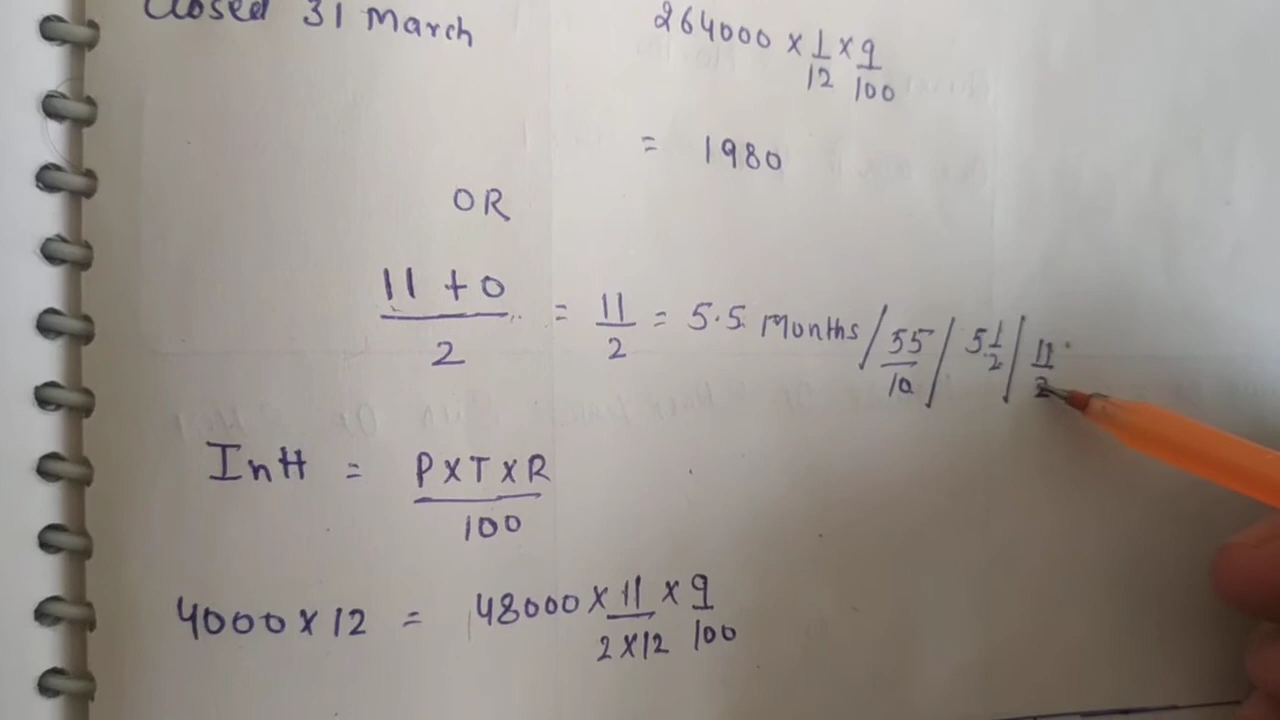 Closed 31 March
264000 × 1/12 × 9/100
= 1980
OR
11 + 0 / 2 = 11/2 = 5.5 Months / 55/10 / 5 1/2 / 11/2
Int = P×T×R / 100
4000 × 12 = 48000 × 11/2×12 × 9/100